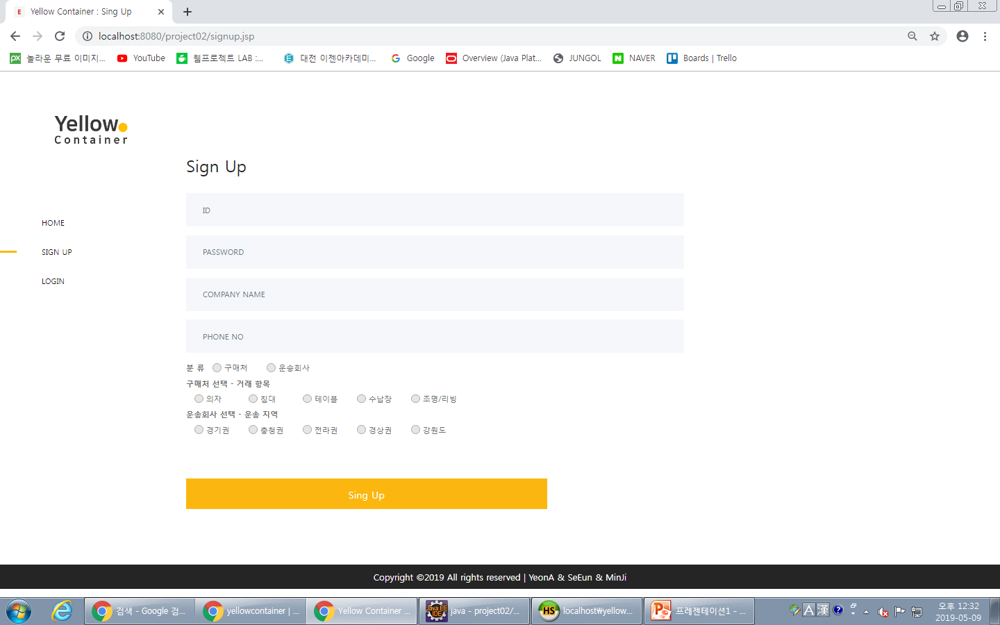 Yellow Container : Sing Up
localhost:8080/project02/signup.jsp
놀라운 무료 이미지...
YouTube
웹프로젝트 LAB :...
대전 이젠아카데미...
Google
Overview (Java Plat...
JUNGOL
NAVER
Boards | Trello
Yellow
Container
Sign Up
ID
HOME
PASSWORD
SIGN UP
LOGIN
COMPANY NAME
PHONE NO
분 류 구매처 운송회사
구매처 선택 - 거래 항목
의자 침대 테이블 수납장 조명/리빙
운송회사 선택 - 운송 지역
경기권 충청권 전라권 경상권 강원도
Sing Up
Copyright ©2019 All rights reserved | YeonA & SeEun & MinJi
검색 - Google 검...
yellowcontainer | ...
Yellow Container ...
Java EE
IDE
java - project02/...
HS
localhost₩yellow...
프레젠테이션1 - ...
A 漢
오후 12:32
2019-05-09